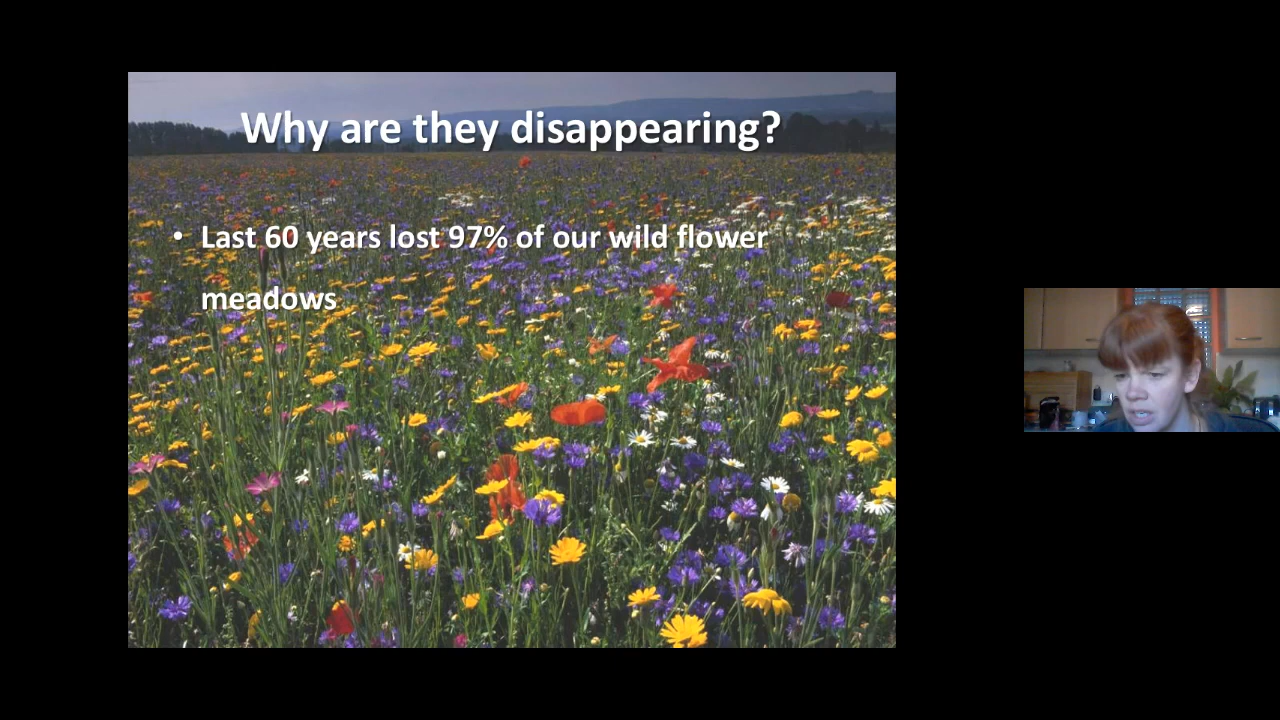 Why are they disappearing?
• Last 60 years lost 97% of our wild flower
meadows